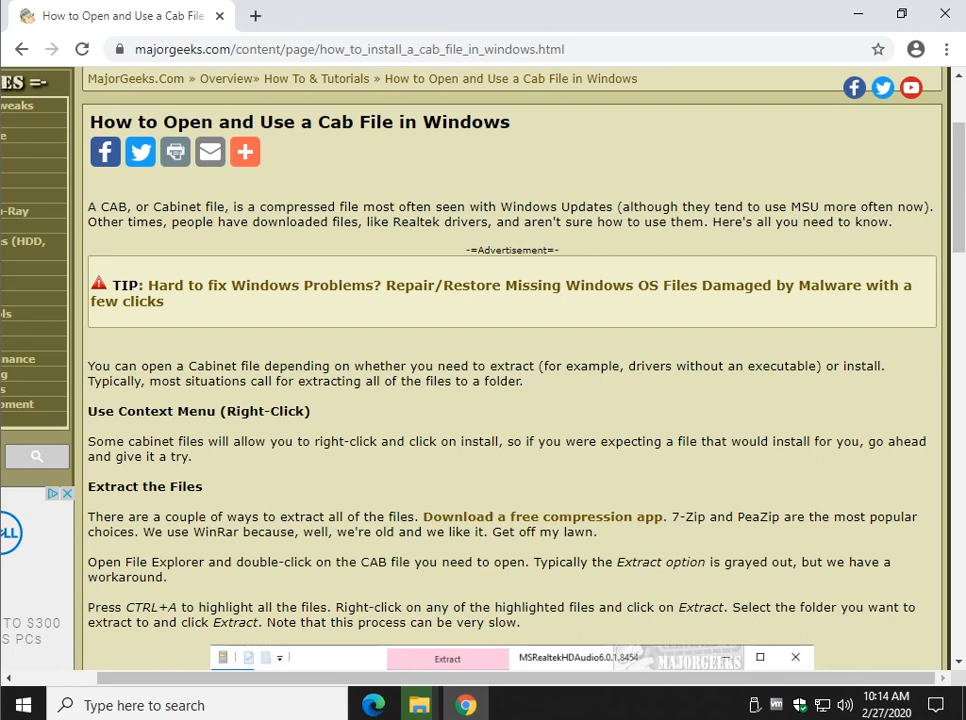 How to Open and Use a Cab File
majorgeeks.com/content/page/how_to_install_a_cab_file_in_windows.html
ES =-
MajorGeeks.Com » Overview» How To & Tutorials » How to Open and Use a Cab File in Windows
weaks
e
-Ray
s (HDD,
ls
nance
g
s
pment
How to Open and Use a Cab File in Windows
A CAB, or Cabinet file, is a compressed file most often seen with Windows Updates (although they tend to use MSU more often now).
Other times, people have downloaded files, like Realtek drivers, and aren't sure how to use them. Here's all you need to know.
-=Advertisement=-
TIP: Hard to fix Windows Problems? Repair/Restore Missing Windows OS Files Damaged by Malware with a
few clicks
You can open a Cabinet file depending on whether you need to extract (for example, drivers without an executable) or install.
Typically, most situations call for extracting all of the files to a folder.
Use Context Menu (Right-Click)
Some cabinet files will allow you to right-click and click on install, so if you were expecting a file that would install for you, go ahead
and give it a try.
Extract the Files
There are a couple of ways to extract all of the files. Download a free compression app. 7-Zip and PeaZip are the most popular
choices. We use WinRar because, well, we're old and we like it. Get off my lawn.
Open File Explorer and double-click on the CAB file you need to open. Typically the Extract option is grayed out, but we have a
workaround.
Press CTRL+A to highlight all the files. Right-click on any of the highlighted files and click on Extract. Select the folder you want to
extract to and click Extract. Note that this process can be very slow.
TO $300
S PCs
Extract
MSRealtekHDAudio6.0.1.8454
MAJORGEEKS
Type here to search
10:14 AM
2/27/2020